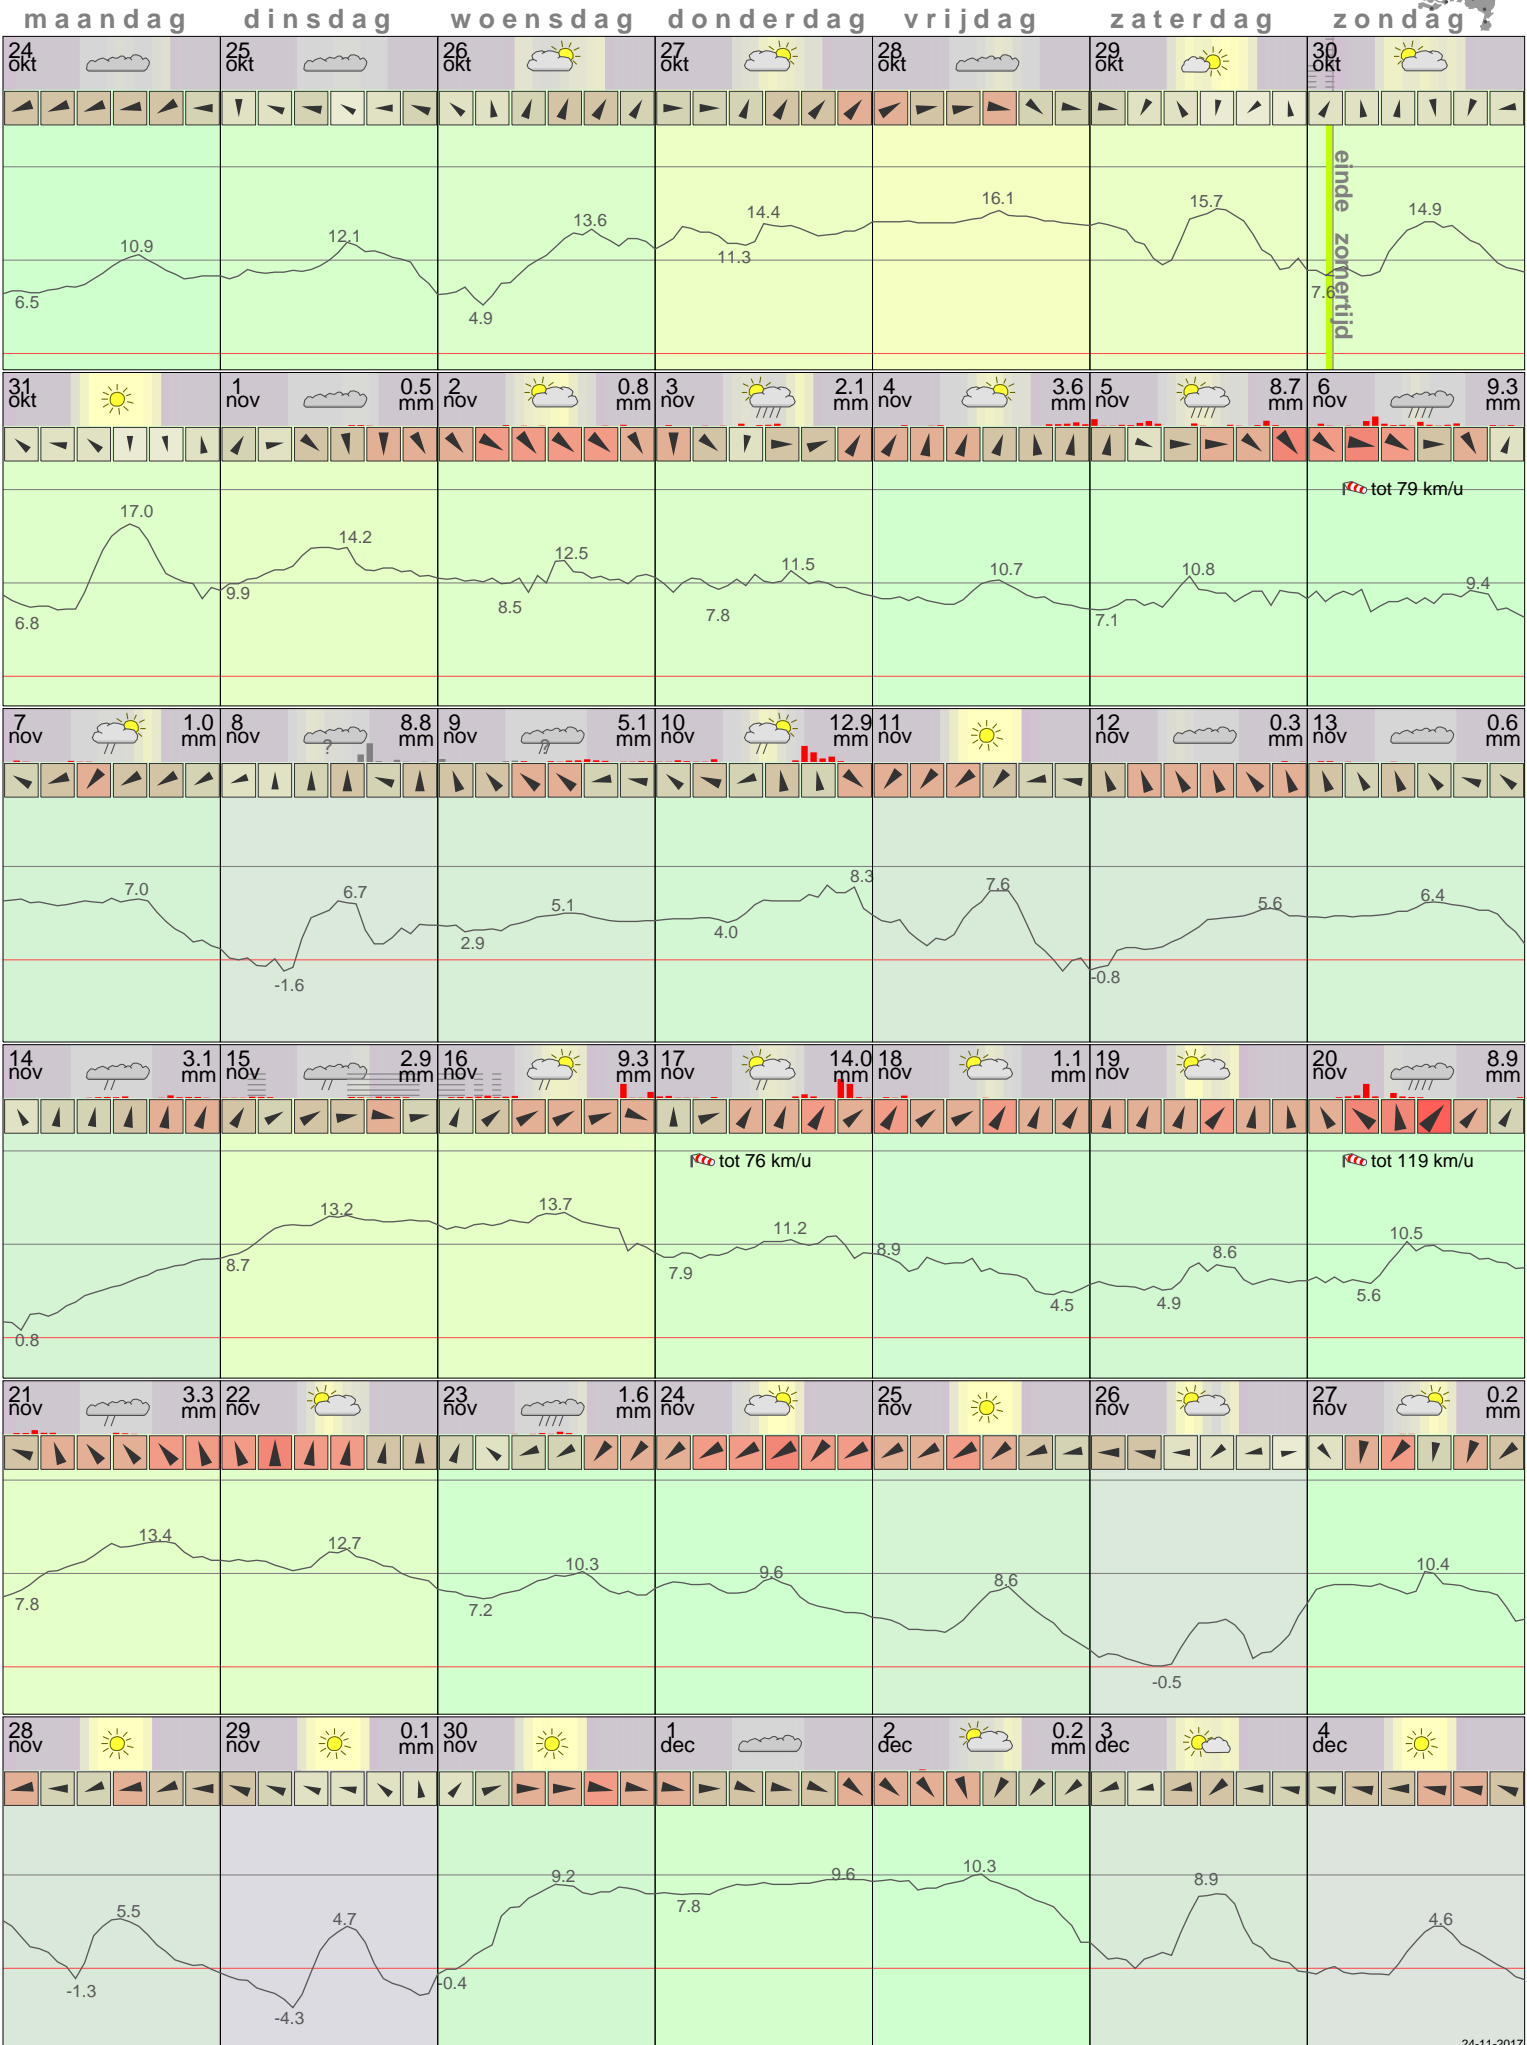 maandag dinsdag woensdag donderdag vrijdag zaterdag zondag
24 okt 25 okt 26 okt 27 okt 28 okt 29 okt 30 okt
10.9 12.1 13.6 14.4 16.1 15.7 14.9
6.5 4.9 11.3 7.6
einde zomertijd
31 okt 1 nov 0.5 mm 2 nov 0.8 mm 3 nov 2.1 mm 4 nov 3.6 mm 5 nov 8.7 mm 6 nov 9.3 mm
tot 79 km/u
17.0 14.2 12.5 11.5 10.7 10.8 9.4
6.8 9.9 8.5 7.8 7.1
7 nov 1.0 mm 8 nov ? 8.8 mm 9 nov ? 5.1 mm 10 nov 12.9 11 nov 12 nov 0.3 mm 13 nov 0.6 mm
7.0 6.7 5.1 8.3 7.6 5.6 6.4
-1.6 2.9 4.0 -0.8
14 nov 3.1 mm 15 nov 2.9 mm 16 nov 9.3 mm 17 nov 14.0 mm 18 nov 1.1 mm 19 nov 20 nov 8.9 mm
tot 76 km/u tot 119 km/u
13.2 13.7 11.2 8.9 8.6 10.5
0.8 8.7 7.9 4.5 4.9 5.6
21 nov 3.3 mm 22 nov 23 nov 1.6 mm 24 nov 25 nov 26 nov 27 nov 0.2 mm
13.4 12.7 10.3 9.6 8.6 10.4
7.8 7.2 -0.5
28 nov 29 nov 0.1 mm 30 nov 1 dec 2 dec 0.2 mm 3 dec 4 dec
5.5 4.7 9.2 9.6 10.3 8.9 4.6
-1.3 -4.3 -0.4 7.8
24-11-2017